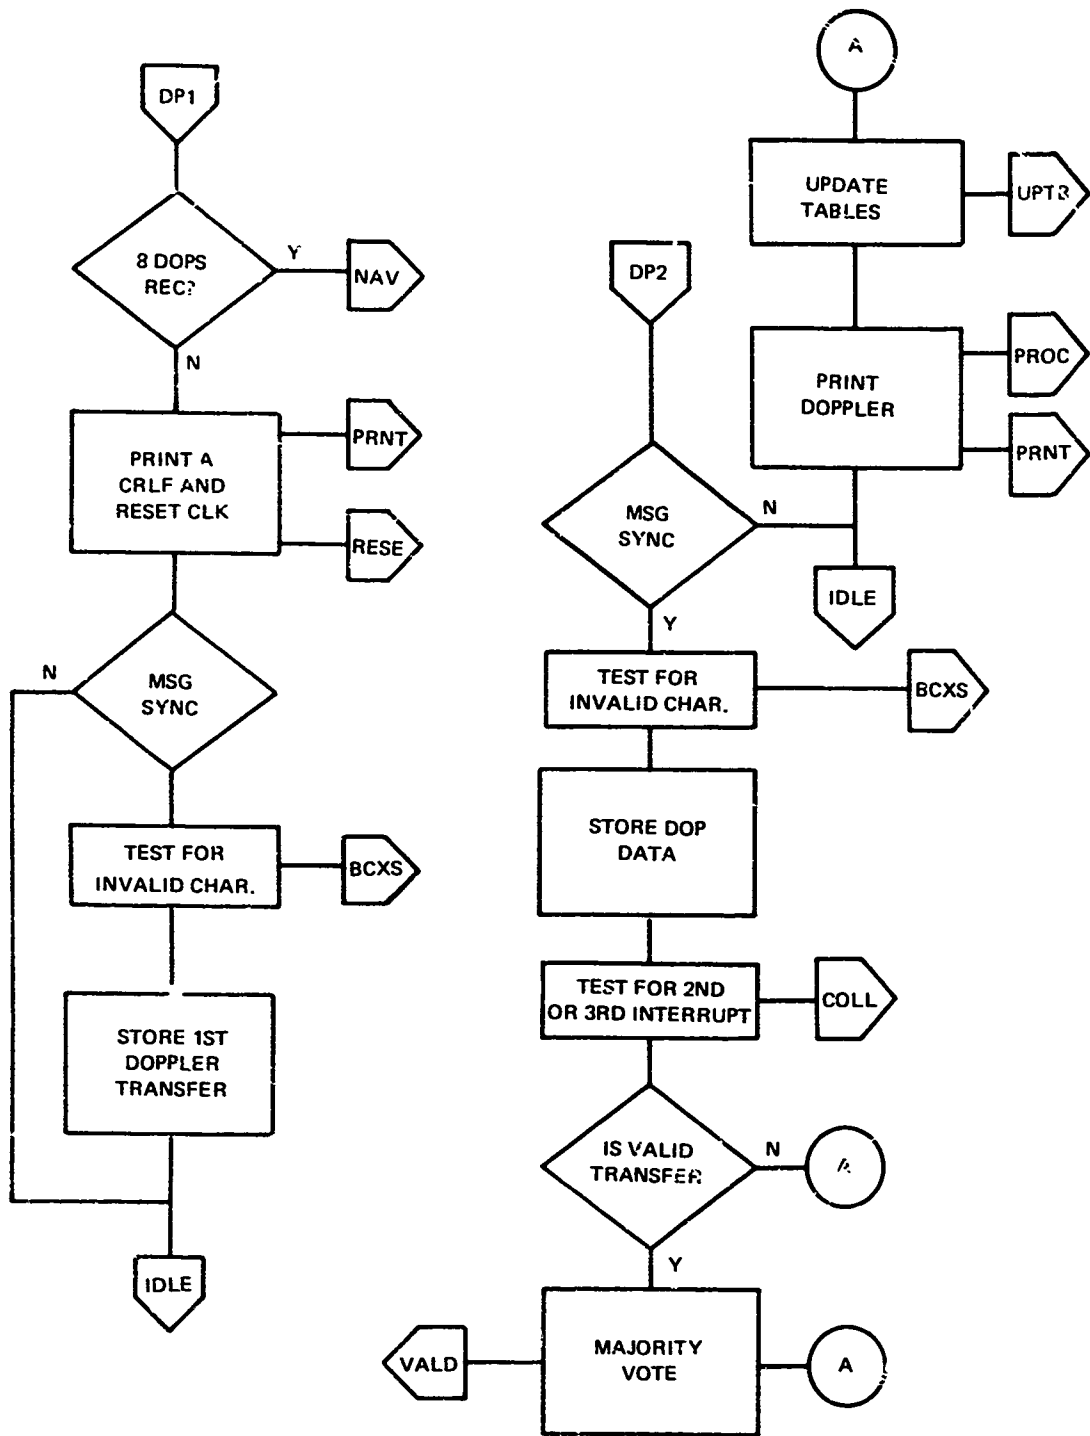 DP1
8 DOPS
REC?
Y
NAV
N
PRINT A
CRLF AND
RESET CLK
PRNT
RESE
N
MSG
SYNC
TEST FOR
INVALID CHAR.
BCXS
STORE 1ST
DOPPLER
TRANSFER
IDLE
DP2
MSG
SYNC
N
Y
TEST FOR
INVALID CHAR.
BCXS
STORE DOP
DATA
TEST FOR 2ND
OR 3RD INTERRUPT
COLL
IS VALID
TRANSFER
N
A
Y
MAJORITY
VOTE
VALD
A
A
UPDATE
TABLES
UPTB
PRINT
DOPPLER
PROC
PRNT
IDLE